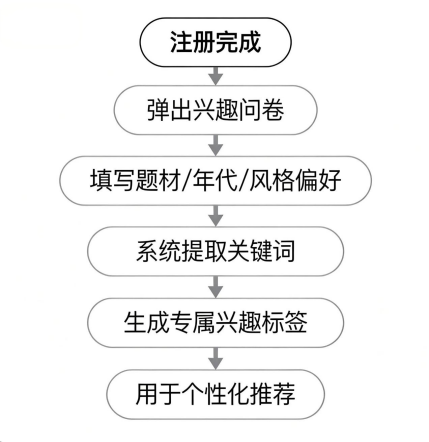 注册完成
弹出兴趣问卷
填写题材/年代/风格偏好
系统提取关键词
生成专属兴趣标签
用于个性化推荐